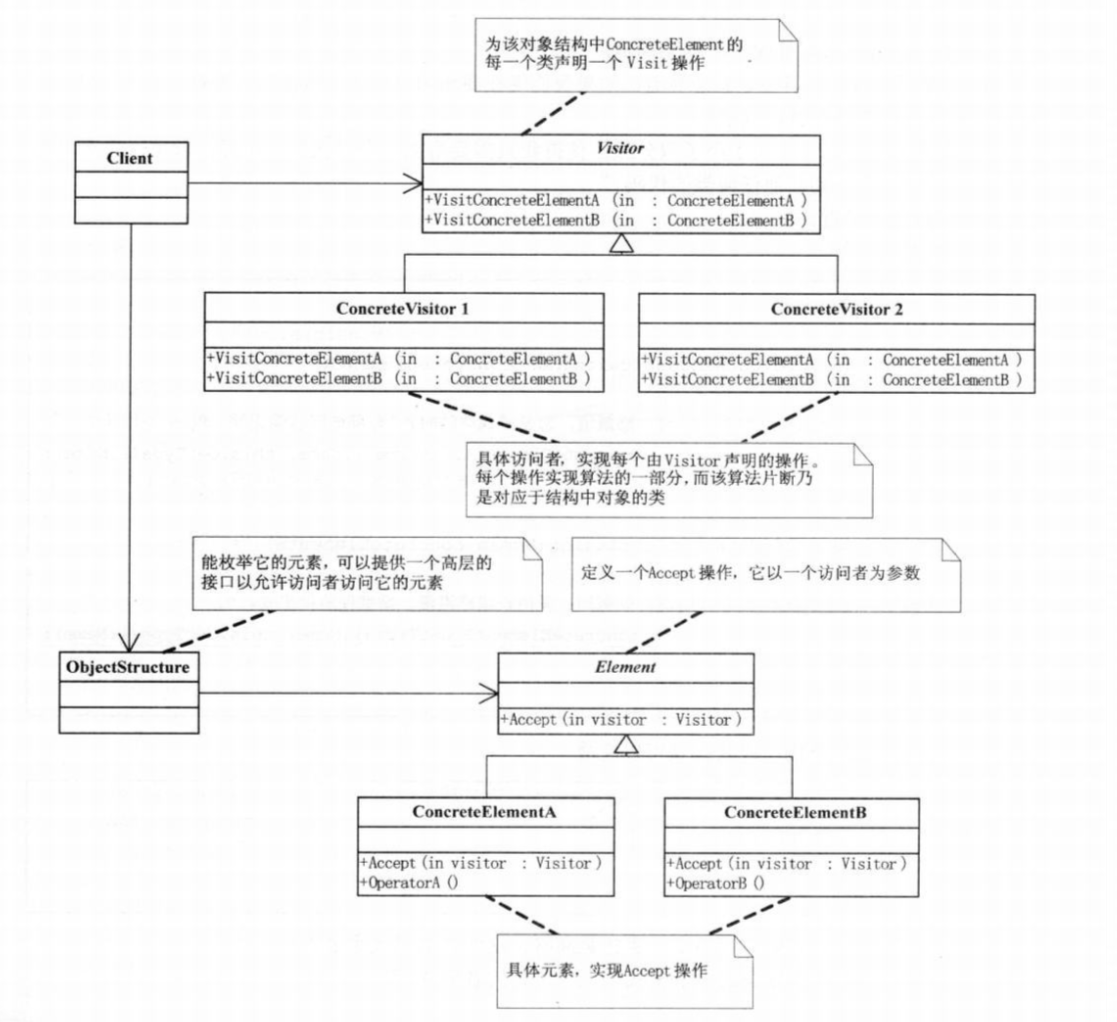 为该对象结构中ConcreteElement的
每一个类声明一个 Visit 操作
Client
Visitor
+VisitConcreteElementA (in : ConcreteElementA )
+VisitConcreteElementB (in : ConcreteElementB )
ConcreteVisitor 1
+VisitConcreteElementA (in : ConcreteElementA )
+VisitConcreteElementB (in : ConcreteElementB )
ConcreteVisitor 2
+VisitConcreteElementA (in : ConcreteElementA )
+VisitConcreteElementB (in : ConcreteElementB )
具体访问者，实现每个由Visitor声明的操作。
每个操作实现算法的一部分,而该算法片断乃
是对应于结构中对象的类
能枚举它的元素，可以提供一个高层的
接口以允许访问者访问它的元素
定义一个Accept 操作，它以一个访问者为参数
ObjectStructure
Element
+Accept(in visitor : Visitor)
ConcreteElementA
+Accept(in visitor : Visitor)
+OperatorA ()
ConcreteElementB
+Accept(in visitor : Visitor)
+OperatorB ()
具体元素，实现Accept 操作